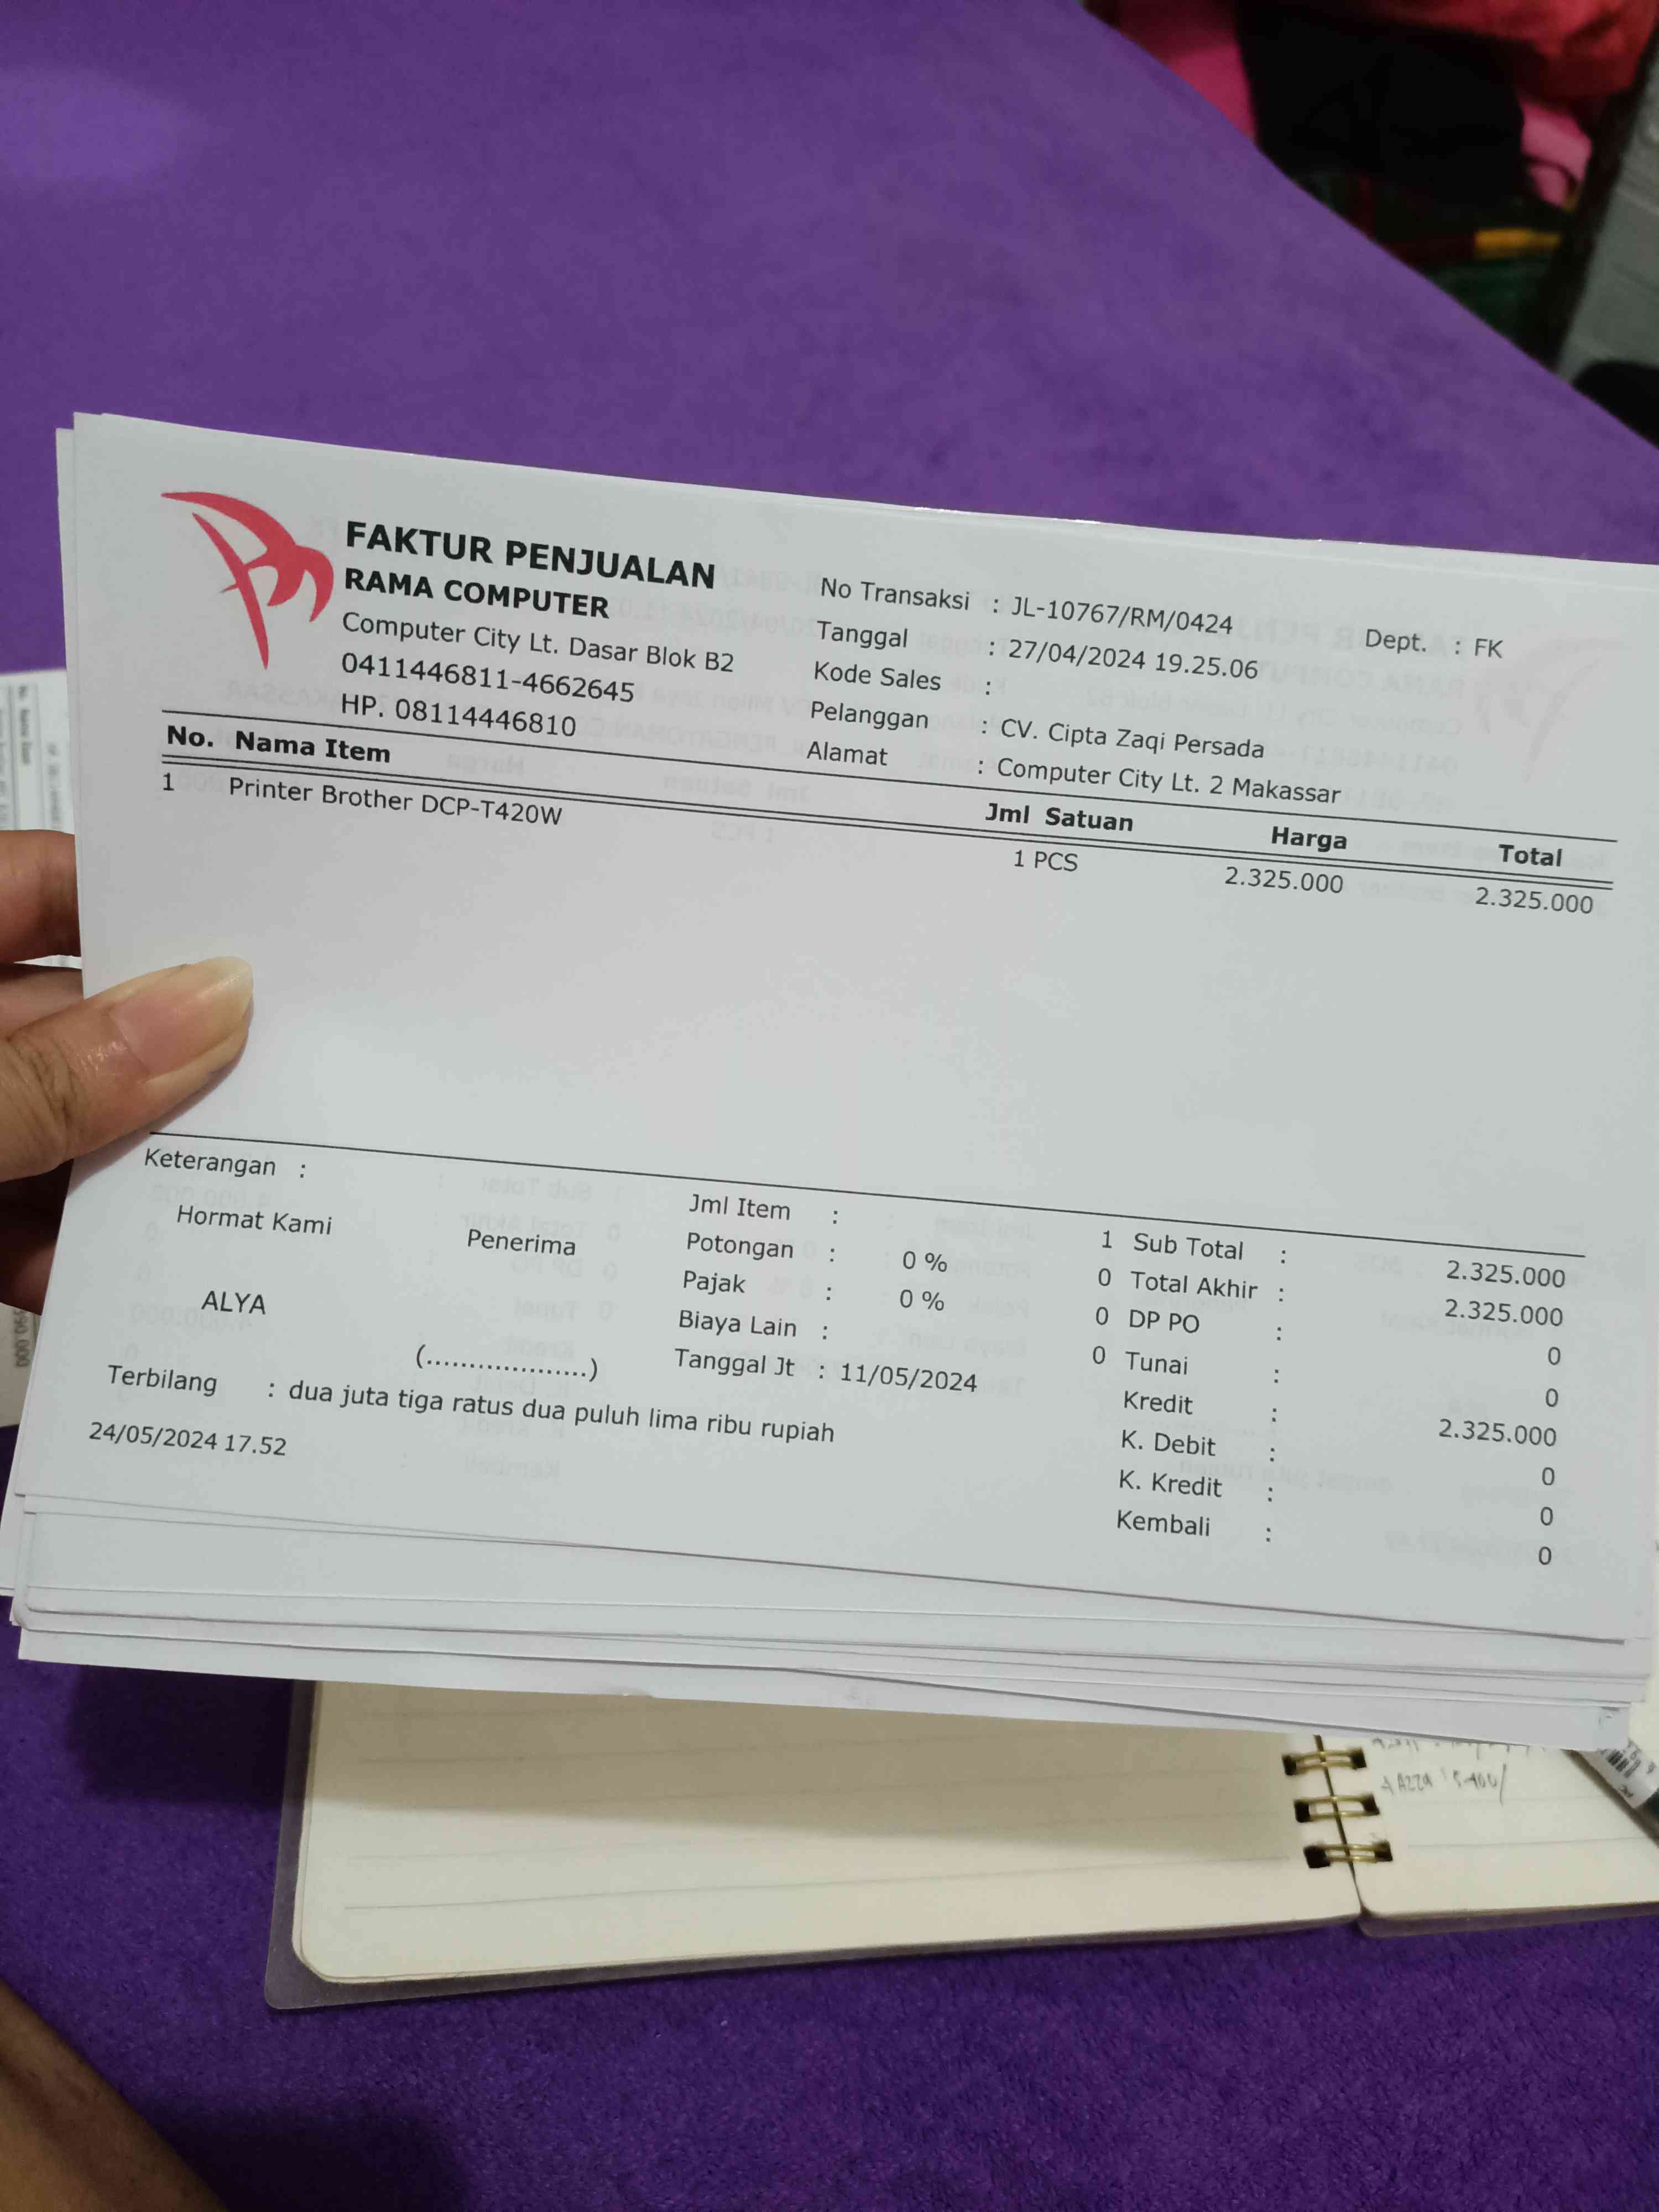 FAKTUR PENJUALAN
RAMA COMPUTER
Computer City Lt. Dasar Blok B2
0411446811-4662645
HP. 08114446810
No Transaksi : JL-10767/RM/0424
Dept. : FK
Tanggal : 27/04/2024 19.25.06
Kode Sales :
Pelanggan : CV. Cipta Zaqi Persada
Alamat : Computer City Lt. 2 Makassar
No. Nama Item Jml Satuan Harga Total
1 Printer Brother DCP-T420W 1 PCS 2.325.000 2.325.000
Keterangan :
Hormat Kami
Penerima
ALYA
(...................)
Jml Item : 1
Potongan : 0 % 0
Pajak : 0 % 0
Biaya Lain : 0
Tanggal Jt : 11/05/2024
Sub Total : 2.325.000
Total Akhir : 2.325.000
DP PO : 0
Tunai : 0
Kredit : 2.325.000
K. Debit : 0
K. Kredit : 0
Kembali : 0
Terbilang : dua juta tiga ratus dua puluh lima ribu rupiah
24/05/2024 17.52